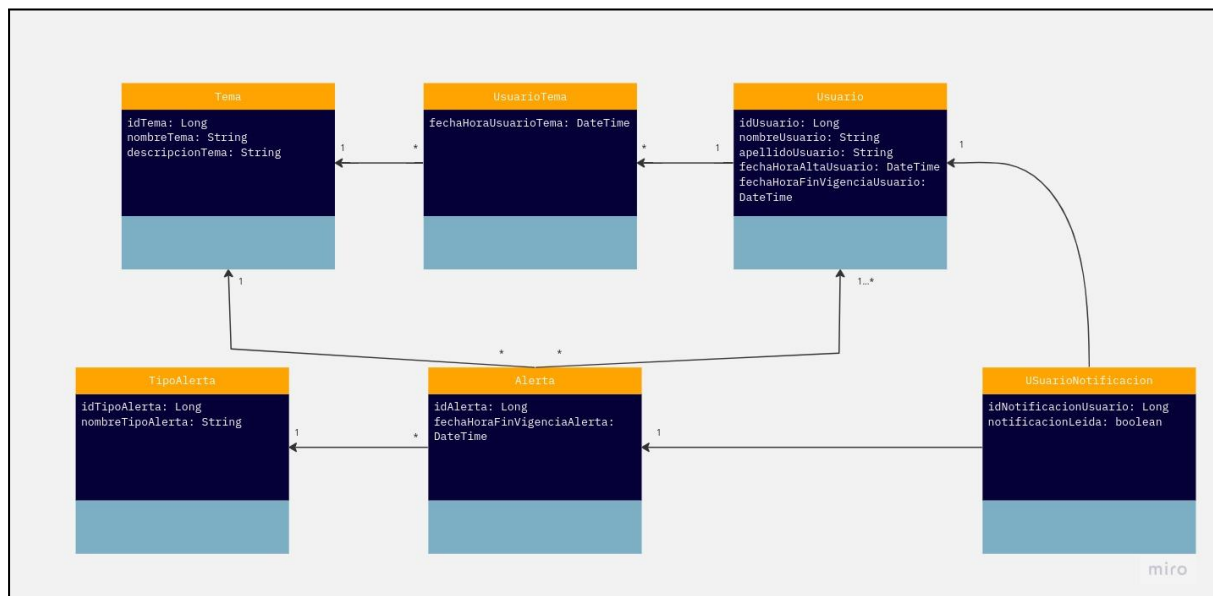 Tema
idTema: Long
nombreTema: String
descripcionTema: String
1
*
UsuarioTema
fechaHoraUsuarioTema: DateTime
*
1
Usuario
idUsuario: Long
nombreUsuario: String
apellidoUsuario: String
fechaHoraAltaUsuario: DateTime
fechaHoraFinVigenciaUsuario:
DateTime
1
1
1...*
*
*
TipoAlerta
idTipoAlerta: Long
nombreTipoAlerta: String
1
*
Alerta
idAlerta: Long
fechaHoraFinVigenciaAlerta:
DateTime
1
USuarioNotificacion
idNotificacionUsuario: Long
notificacionLeida: boolean
miro